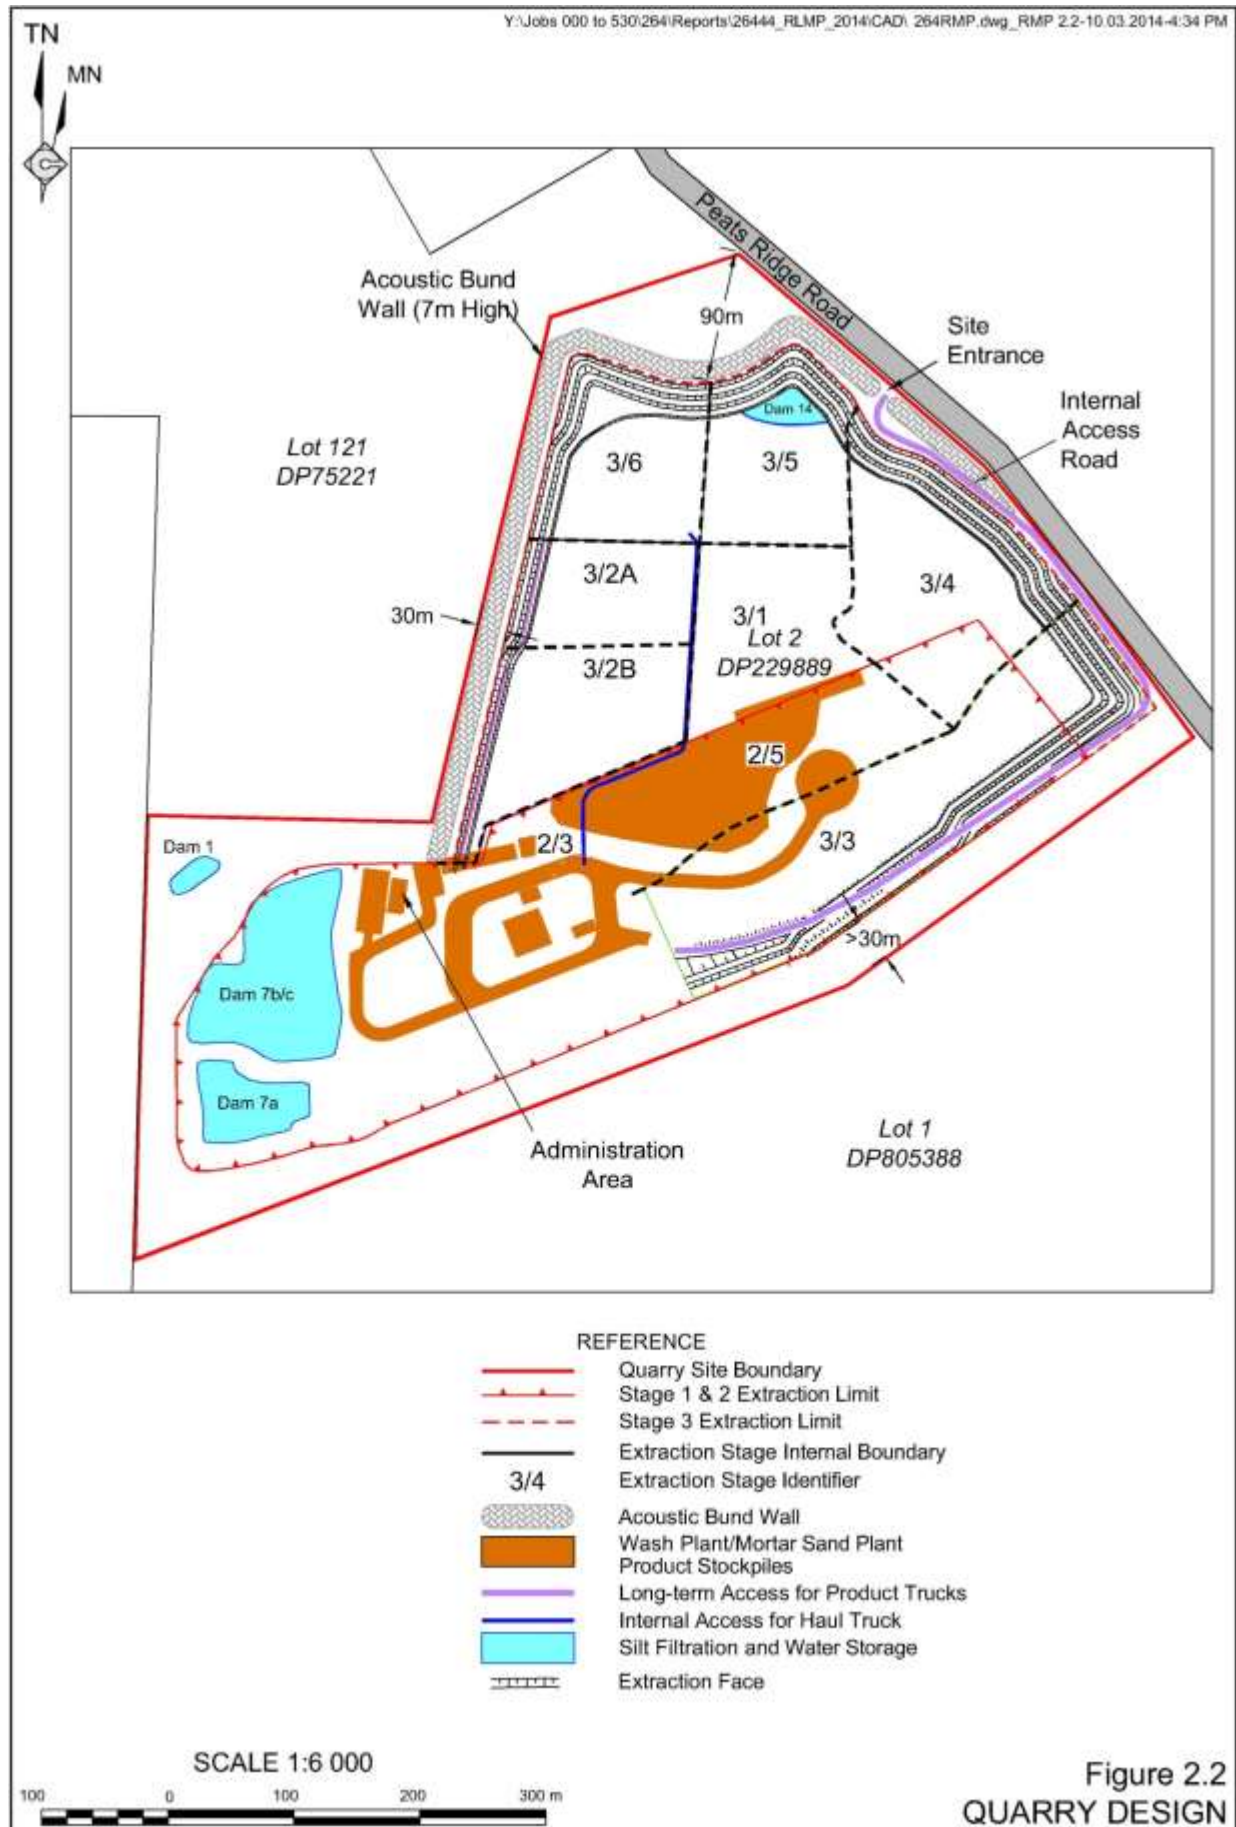 Y:\Jobs 000 to 530\264\Reports\26444_RLMP_2014\CAD\ 264RMP.dwg_RMP 2.2-10.03.2014-4:34 PM
TN
MN
Peats Ridge Road
Acoustic Bund
Wall (7m High)
90m
Site
Entrance
Internal
Access
Road
Dam 14
Lot 121
DP75221
3/6
3/5
3/2A
3/4
30m
3/1
Lot 2
DP229889
3/2B
2/5
2/3
3/3
Dam 1
>30m
Dam 7b/c
Dam 7a
Lot 1
DP805388
Administration
Area
REFERENCE
Quarry Site Boundary
Stage 1 & 2 Extraction Limit
Stage 3 Extraction Limit
Extraction Stage Internal Boundary
3/4 Extraction Stage Identifier
Acoustic Bund Wall
Wash Plant/Mortar Sand Plant
Product Stockpiles
Long-term Access for Product Trucks
Internal Access for Haul Truck
Silt Filtration and Water Storage
Extraction Face
SCALE 1:6 000
100 0 100 200 300 m
Figure 2.2
QUARRY DESIGN